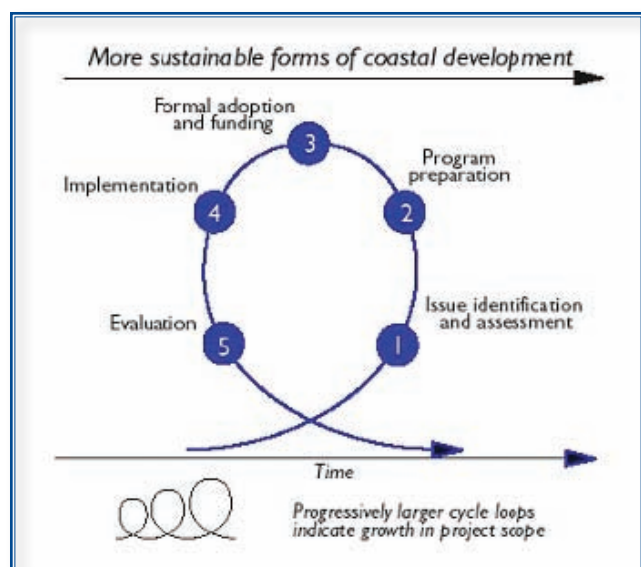 More sustainable forms of coastal development
Formal adoption
and funding
3
Program
preparation
Implementation
4
2
Issue identification
and assessment
Evaluation
5
1
Time
Progressively larger cycle loops
indicate growth in project scope